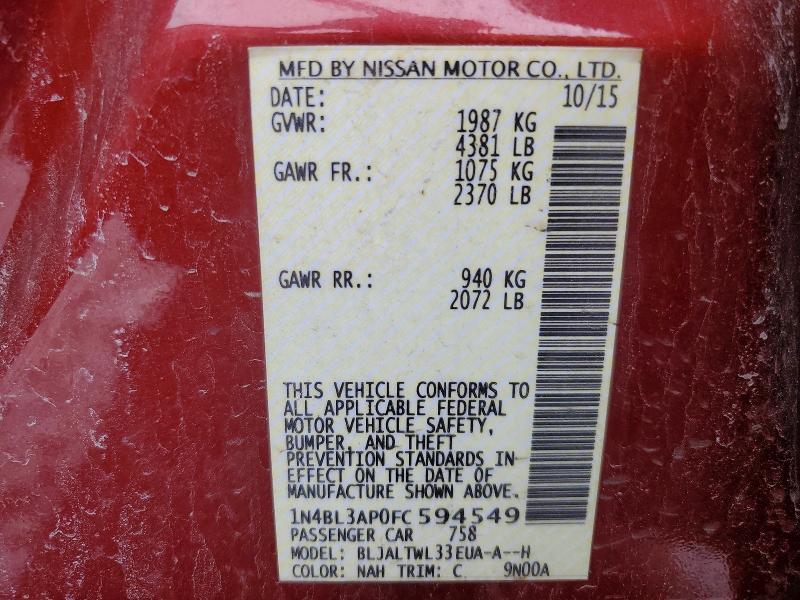 MFD BY NISSAN MOTOR CO., LTD.
DATE: 10/15
GVWR: 1987 KG
4381 LB
GAWR FR.: 1075 KG
2370 LB
GAWR RR.: 940 KG
2072 LB
THIS VEHICLE CONFORMS TO
ALL APPLICABLE FEDERAL
MOTOR VEHICLE SAFETY,
BUMPER, AND THEFT
PREVENTION STANDARDS IN
EFFECT ON THE DATE OF
MANUFACTURE SHOWN ABOVE.
1N4BL3AP0FC594549
PASSENGER CAR 758
MODEL: BLJALTWL33EUA-A--H
COLOR: NAH TRIM: C 9N00A